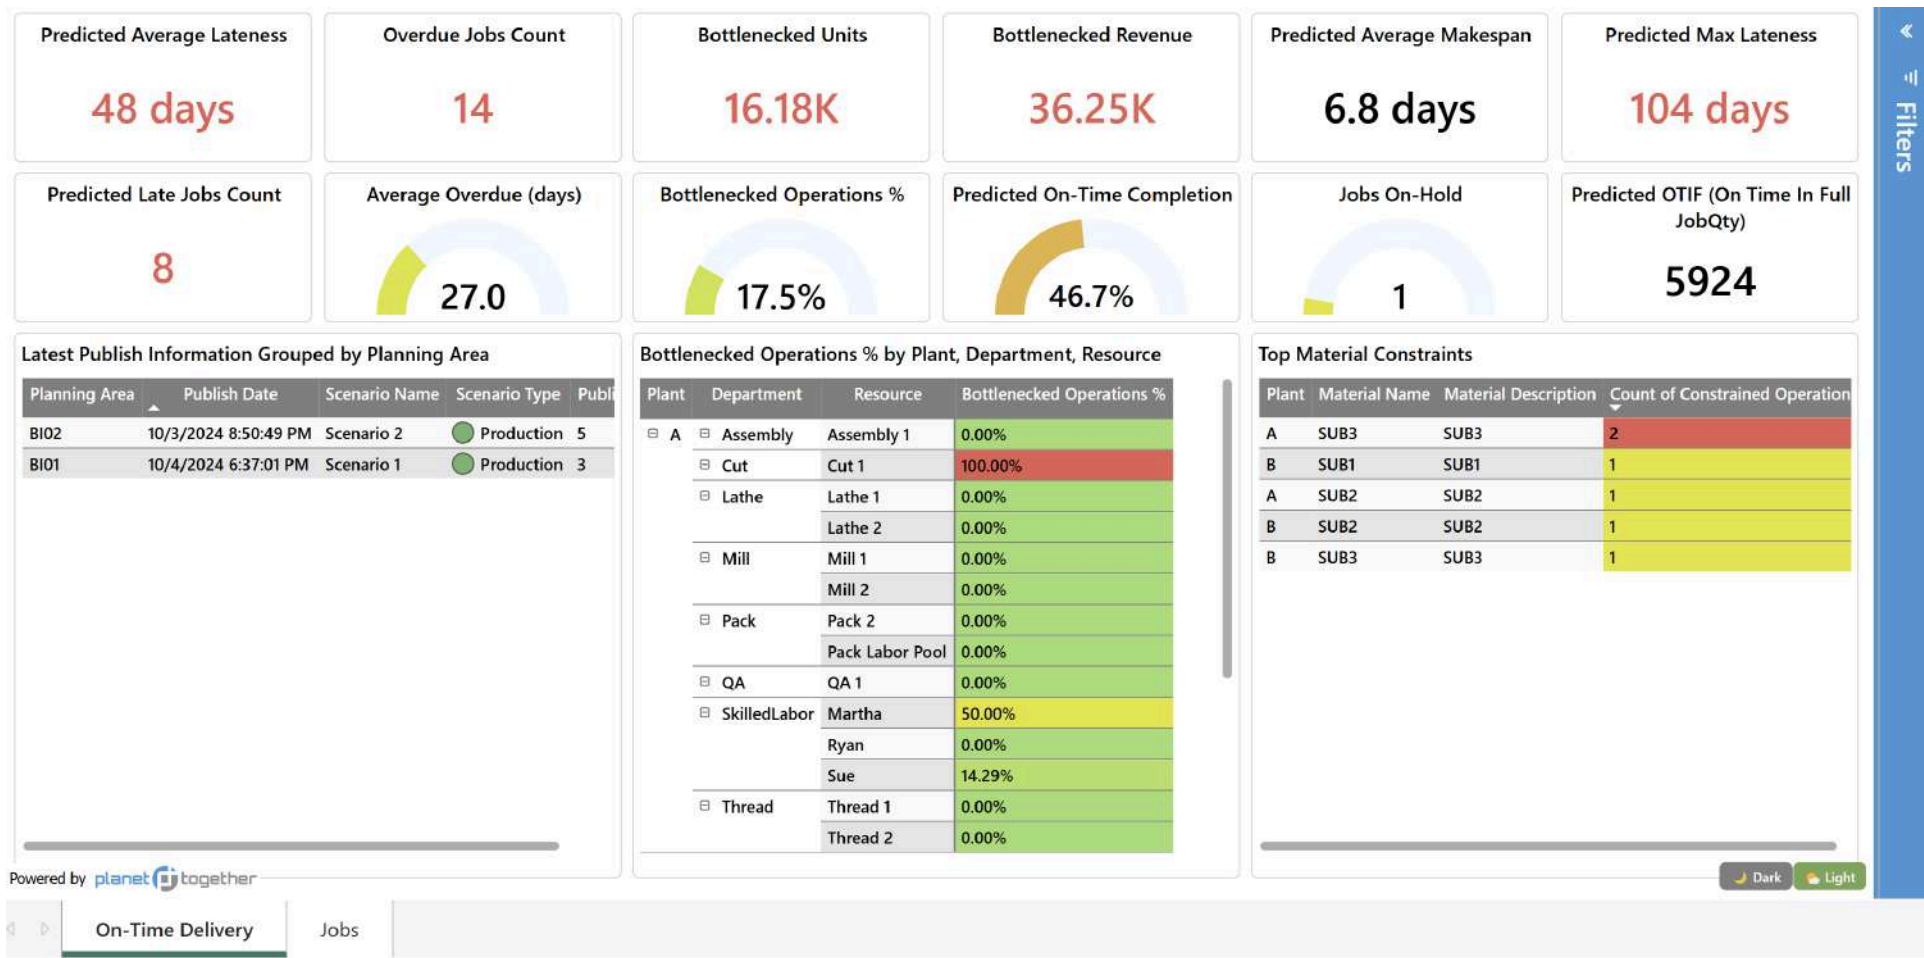 Predicted Average Lateness
48 days
Overdue Jobs Count
14
Bottlenecked Units
16.18K
Bottlenecked Revenue
36.25K
Predicted Average Makespan
6.8 days
Predicted Max Lateness
104 days
Filters
Predicted Late Jobs Count
8
Average Overdue (days)
27.0
Bottlenecked Operations %
17.5%
Predicted On-Time Completion
46.7%
Jobs On-Hold
1
Predicted OTIF (On Time In Full
JobQty)
5924
Latest Publish Information Grouped by Planning Area
Planning Area Publish Date Scenario Name Scenario Type Publi
BI02 10/3/2024 8:50:49 PM Scenario 2 Production 5
BI01 10/4/2024 6:37:01 PM Scenario 1 Production 3
Bottlenecked Operations % by Plant, Department, Resource
Plant Department Resource Bottlenecked Operations %
A Assembly Assembly 1 0.00%
Cut Cut 1 100.00%
Lathe Lathe 1 0.00%
Lathe 2 0.00%
Mill Mill 1 0.00%
Mill 2 0.00%
Pack Pack 2 0.00%
Pack Labor Pool 0.00%
QA QA 1 0.00%
SkilledLabor Martha 50.00%
Ryan 0.00%
Sue 14.29%
Thread Thread 1 0.00%
Thread 2 0.00%
Top Material Constraints
Plant Material Name Material Description Count of Constrained Operation
A SUB3 SUB3 2
B SUB1 SUB1 1
A SUB2 SUB2 1
B SUB2 SUB2 1
B SUB3 SUB3 1
Powered by planet together
Dark Light
On-Time Delivery Jobs